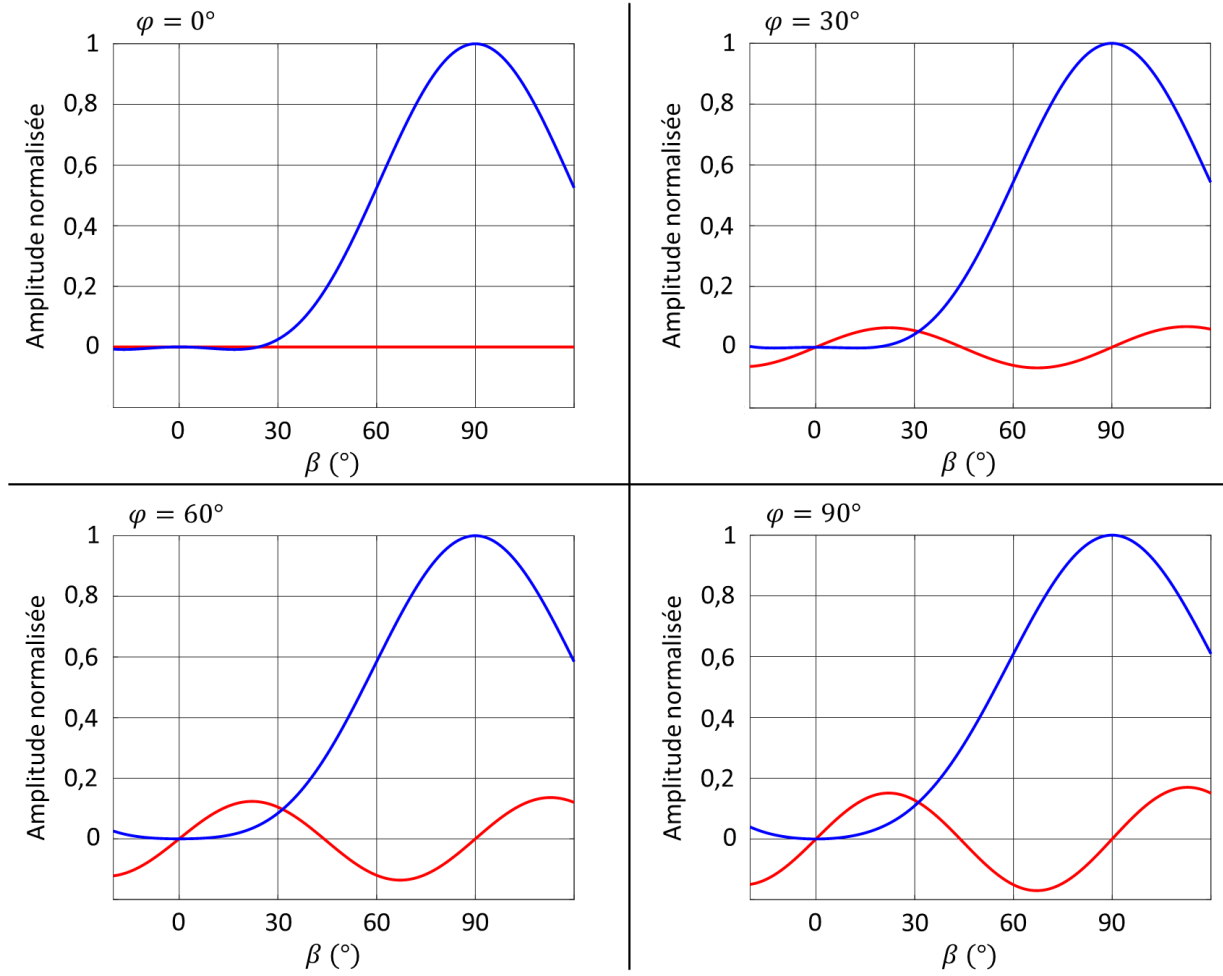 φ = 0°
Amplitude normalisée
1
0,8
0,6
0,4
0,2
0
0 30 60 90
β (°)
φ = 30°
Amplitude normalisée
1
0,8
0,6
0,4
0,2
0
0 30 60 90
β (°)
φ = 60°
Amplitude normalisée
1
0,8
0,6
0,4
0,2
0
0 30 60 90
β (°)
φ = 90°
Amplitude normalisée
1
0,8
0,6
0,4
0,2
0
0 30 60 90
β (°)